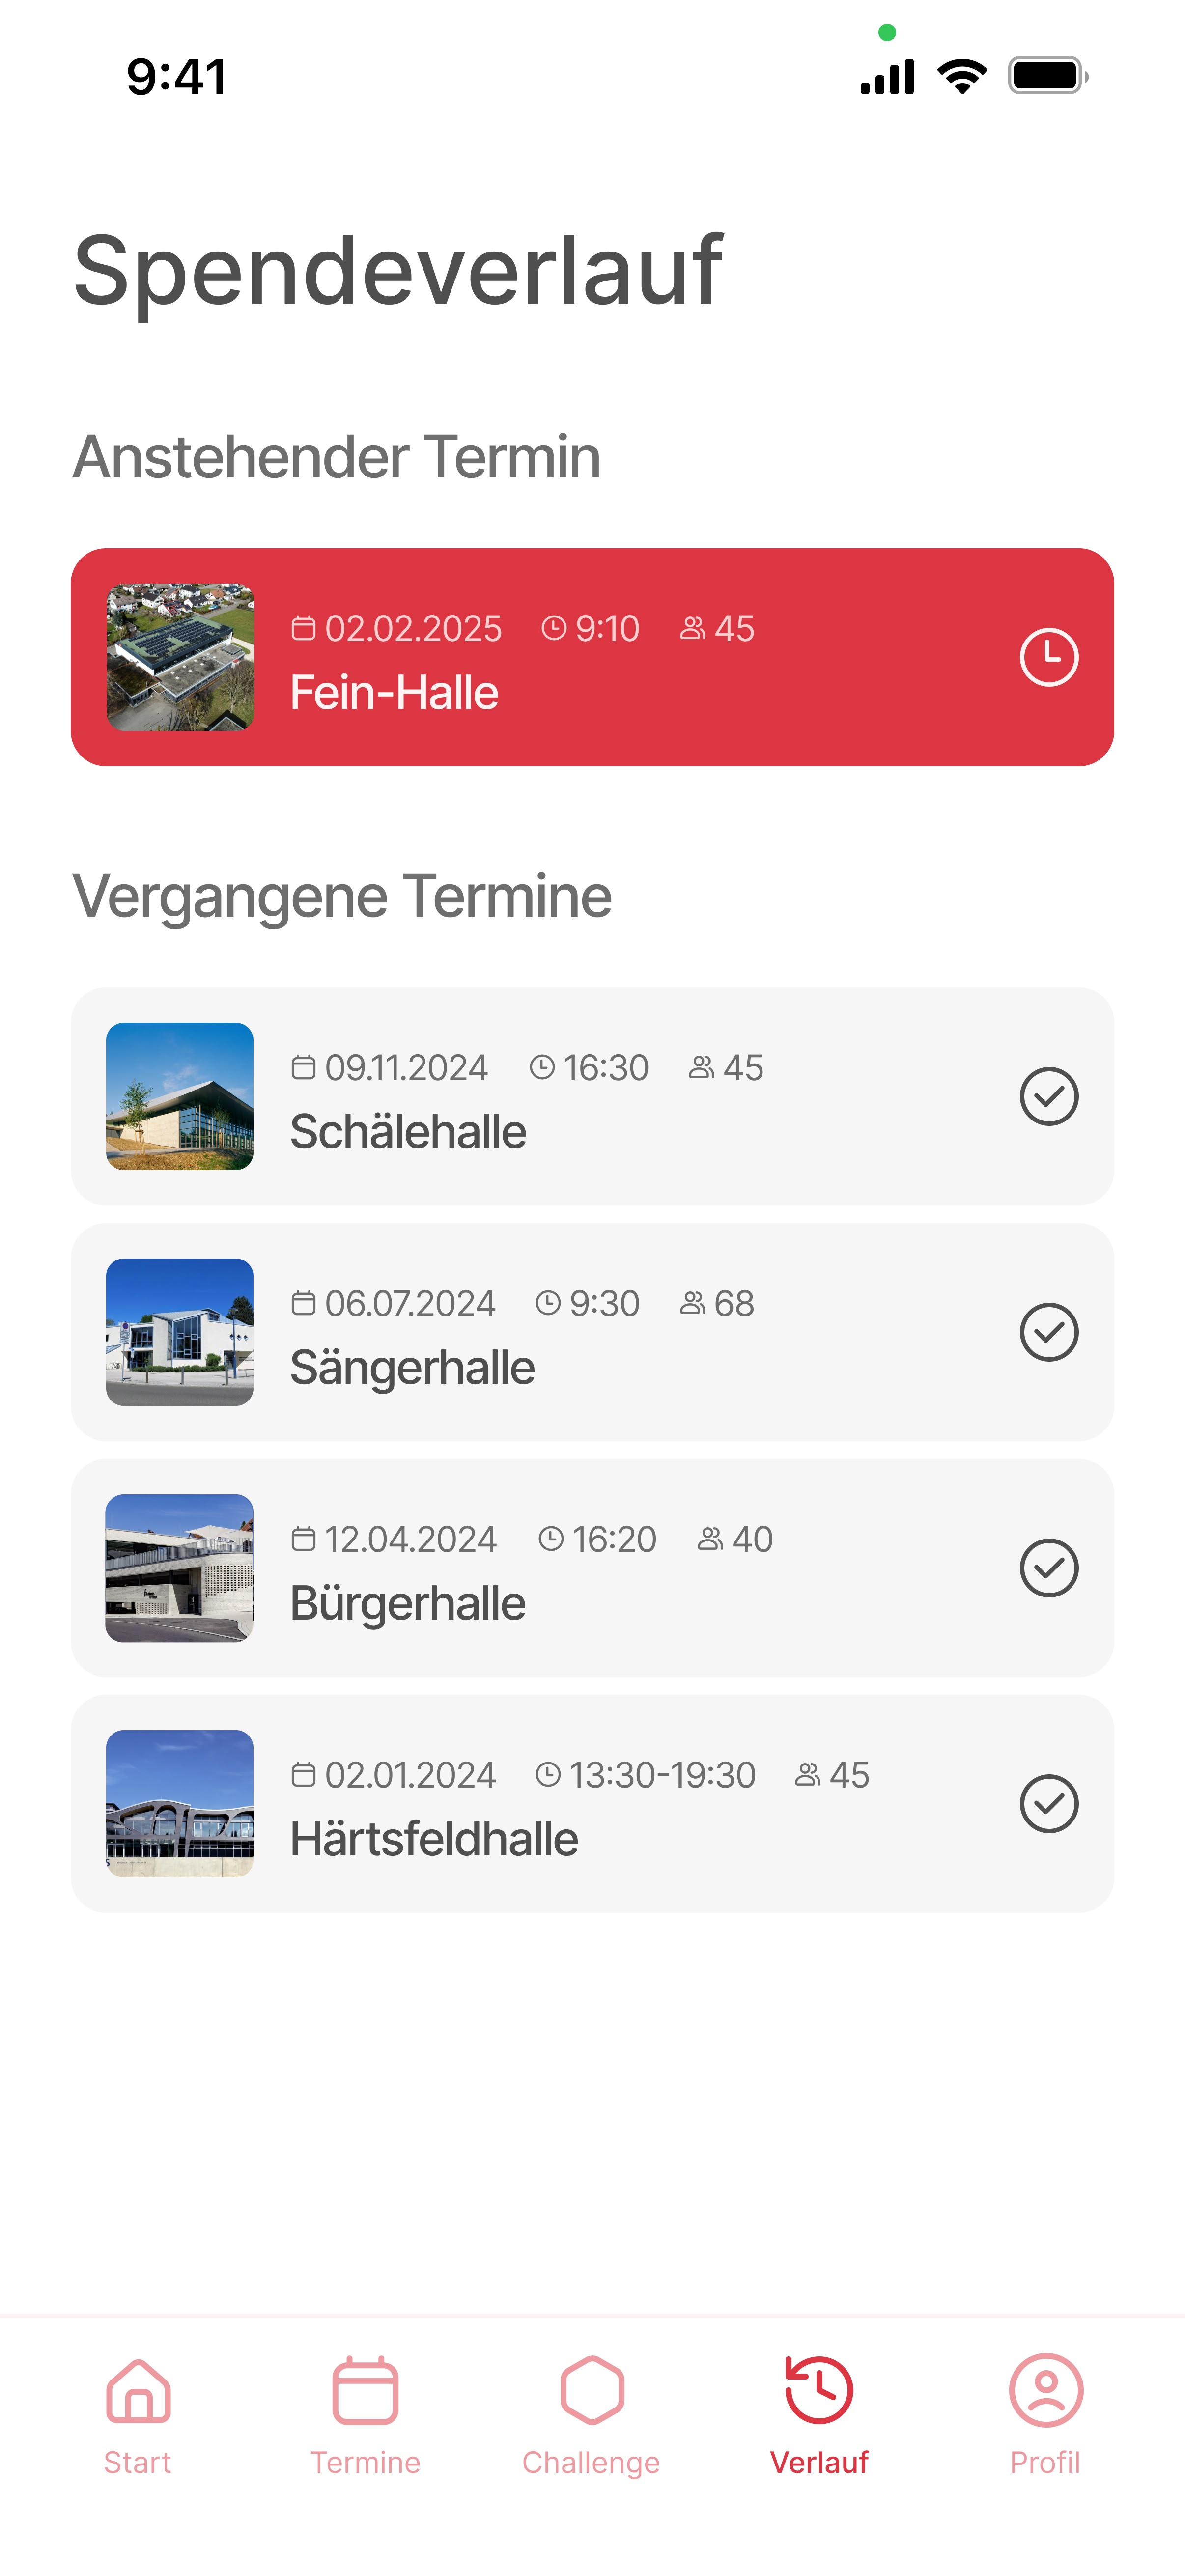 9:41
Spendeverlauf
Anstehender Termin
02.02.2025 9:10 45
Fein-Halle
Vergangene Termine
09.11.2024 16:30 45
Schälehalle
06.07.2024 9:30 68
Sängerhalle
12.04.2024 16:20 40
Bürgerhalle
02.01.2024 13:30-19:30 45
Härtsfeldhalle
Start Termine Challenge Verlauf Profil